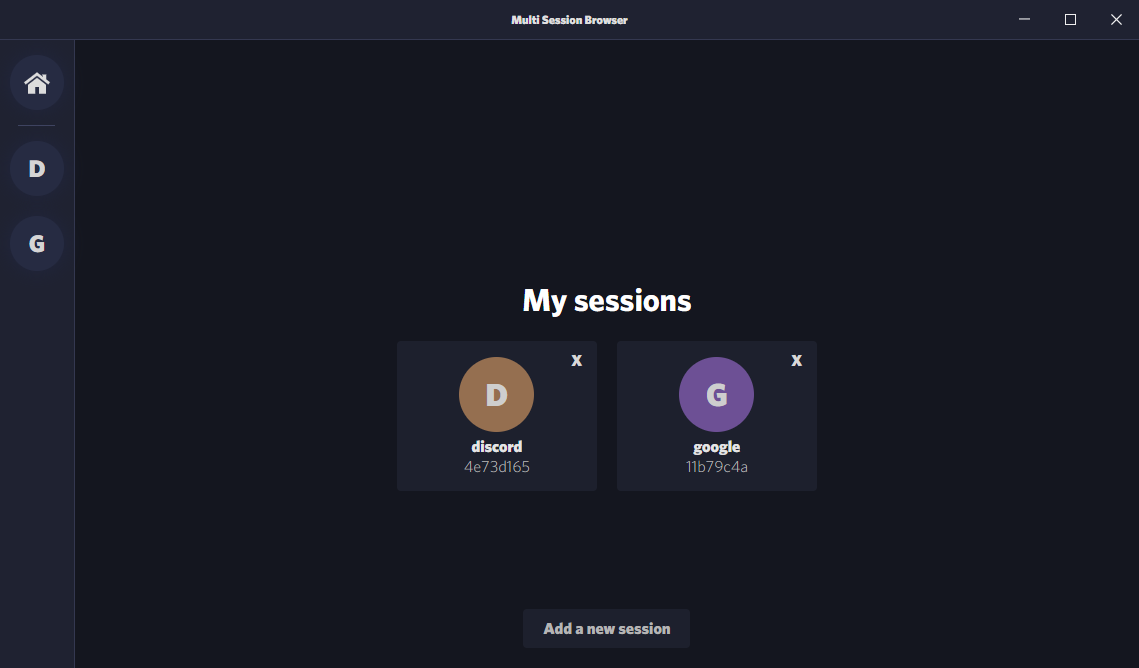 Multi Session Browser
D
G
My sessions
X
D
discord
4e73d165
X
G
google
11b79c4a
Add a new session